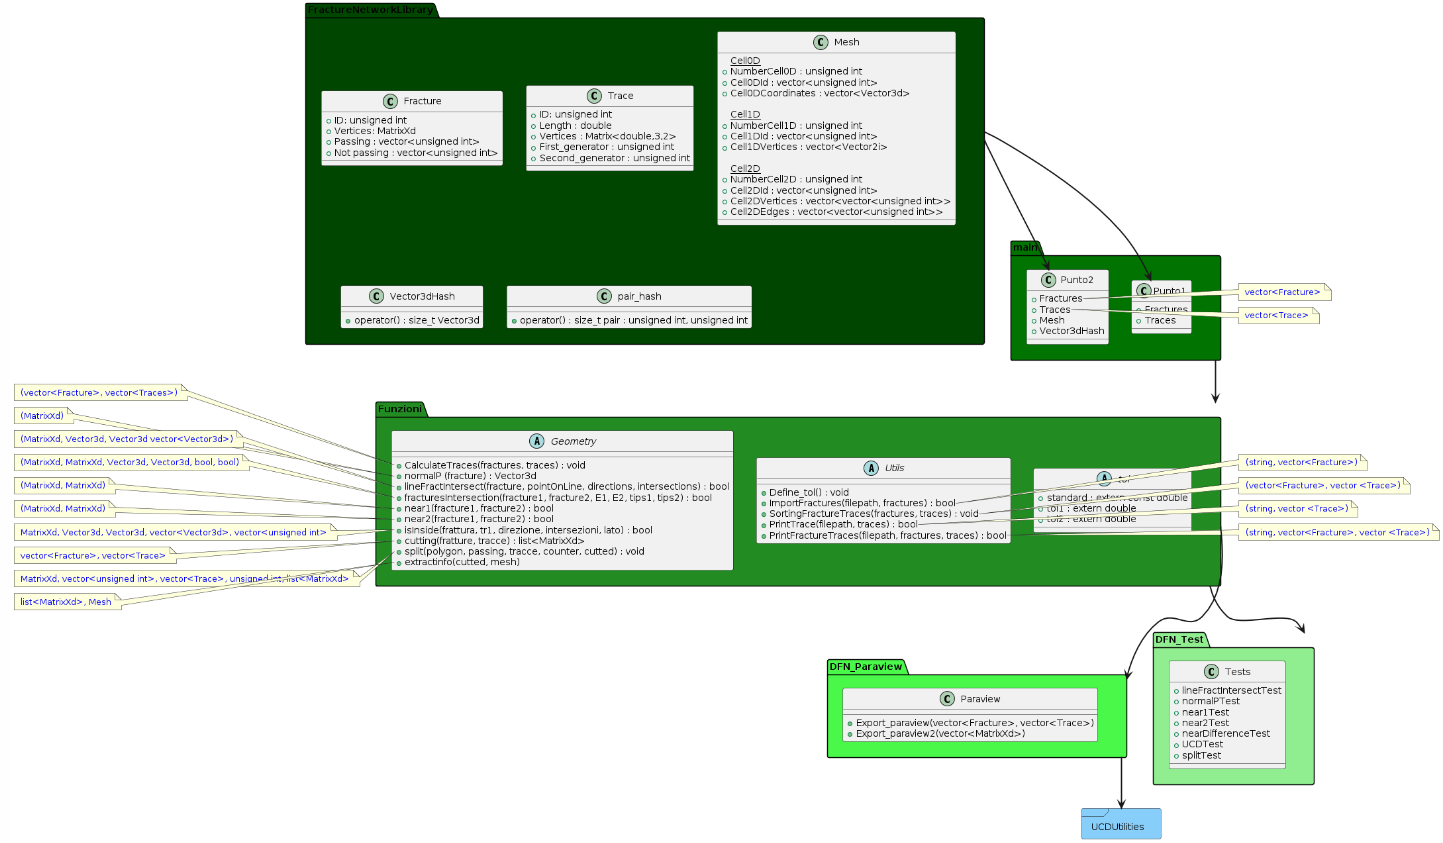 FractureNetworkLibrary
C Fracture
ID: unsigned int
Vertices: MatrixXd
Passing : vector<unsigned int>
Not passing : vector<unsigned int>
C Trace
ID: unsigned int
Length : double
Vertices : Matrix<double,3,2>
First_generator : unsigned int
Second_generator : unsigned int
C Mesh
Cell0D
NumberCell0D : unsigned int
Cell0DId : vector<unsigned int>
Cell0DCoordinates : vector<Vector3d>
Cell1D
NumberCell1D : unsigned int
Cell1DId : vector<unsigned int>
Cell1DVertices : vector<Vector2i>
Cell2D
NumberCell2D : unsigned int
Cell2DId : vector<unsigned int>
Cell2DVertices : vector<vector<unsigned int>>
Cell2DEdges : vector<vector<unsigned int>>
C Vector3dHash
operator() : size_t Vector3d
C pair_hash
operator() : size_t pair : unsigned int, unsigned int
main
C Punto2
Fractures
Traces
Mesh
Vector3dHash
C Punto1
Fractures
Traces
vector<Fracture>
vector<Trace>
(vector<Fracture>, vector<Traces>)
(MatrixXd)
(MatrixXd, Vector3d, Vector3d vector<Vector3d>)
(MatrixXd, MatrixXd, Vector3d, Vector3d, bool, bool)
(MatrixXd, MatrixXd)
(MatrixXd, MatrixXd)
MatrixXd, Vector3d, Vector3d, vector<Vector3d>, vector<unsigned int>
vector<Fracture>, vector<Trace>
MatrixXd, vector<unsigned int>, vector<Trace>, unsigned int, list<MatrixXd>
list<MatrixXd>, Mesh
Funzioni
A Geometry
CalculateTraces(fractures, traces) : void
normalP (fracture) : Vector3d
lineFractIntersect(fracture, pointOnLine, directions, intersections) : bool
fracturesIntersection(fracture1, fracture2, E1, E2, tips1, tips2) : bool
near1(fracture1, fracture2) : bool
near2(fracture1, fracture2) : bool
isinside(frattura, tr1, direzione, intersezioni, lato) : bool
cutting(fratture, tracce) : list<MatrixXd>
split(polygon, passing, tracce, counter, cutted) : void
extractinfo(cutted, mesh)
A Utils
Define_tol() : void
ImportFractures(filepath, fractures) : bool
SortingFractureTraces(fractures, traces) : void
PrintTrace(filepath, traces) : bool
PrintFractureTraces(filepath, fractures, traces) : bool
A
standard : extern const double
tol1 : extern double
tol2 : extern double
(string, vector<Fracture>)
(vector<Fracture>, vector <Trace>)
(string, vector <Trace>)
(string, vector<Fracture>, vector <Trace>)
DFN_Paraview
C Paraview
Export_paraview(vector<Fracture>, vector<Trace>)
Export_paraview2(vector<MatrixXd>)
DFN_Test
C Tests
lineFractIntersectTest
normalPTest
near1Test
near2Test
nearDifferenceTest
UCDTest
splitTest
UCDUtilities